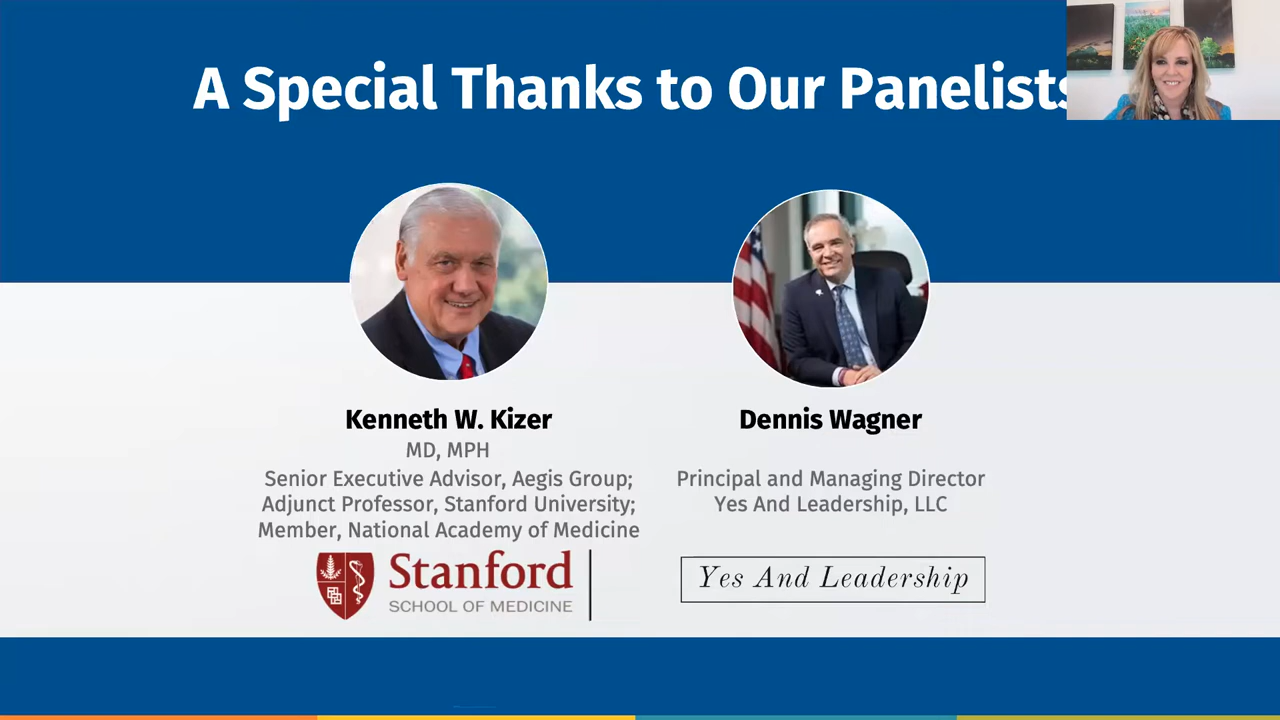 A Special Thanks to Our Panelists
Kenneth W. Kizer
MD, MPH
Senior Executive Advisor, Aegis Group;
Adjunct Professor, Stanford University;
Member, National Academy of Medicine
Stanford
SCHOOL OF MEDICINE
Dennis Wagner
Principal and Managing Director
Yes And Leadership, LLC
Yes And Leadership